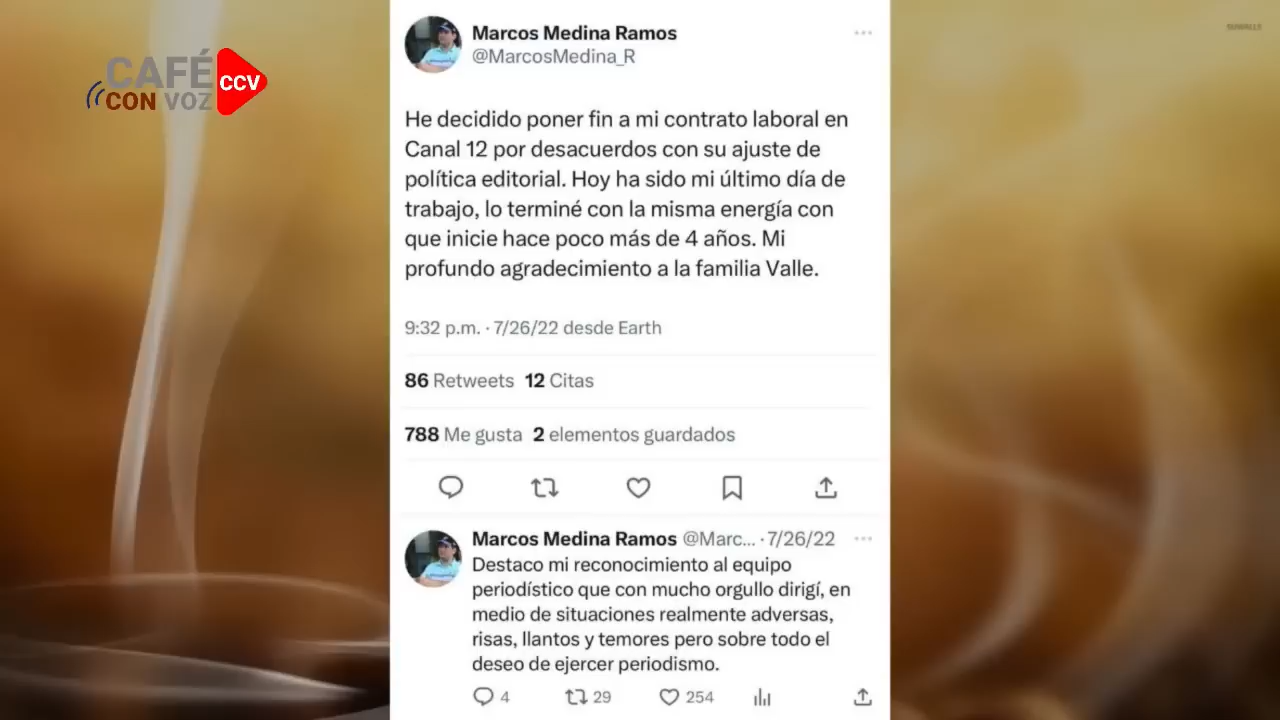 CAFÉ
CON VOZ
CCV
Marcos Medina Ramos
@MarcosMedina_R
He decidido poner fin a mi contrato laboral en
Canal 12 por desacuerdos con su ajuste de
política editorial. Hoy ha sido mi último día de
trabajo, lo terminé con la misma energía con
que inicie hace poco más de 4 años. Mi
profundo agradecimiento a la familia Valle.
9:32 p.m. · 7/26/22 desde Earth
86 Retweets 12 Citas
788 Me gusta 2 elementos guardados
Marcos Medina Ramos @Marc... · 7/26/22
Destaco mi reconocimiento al equipo
periodístico que con mucho orgullo dirigí, en
medio de situaciones realmente adversas,
risas, llantos y temores pero sobre todo el
deseo de ejercer periodismo.
4 29 254